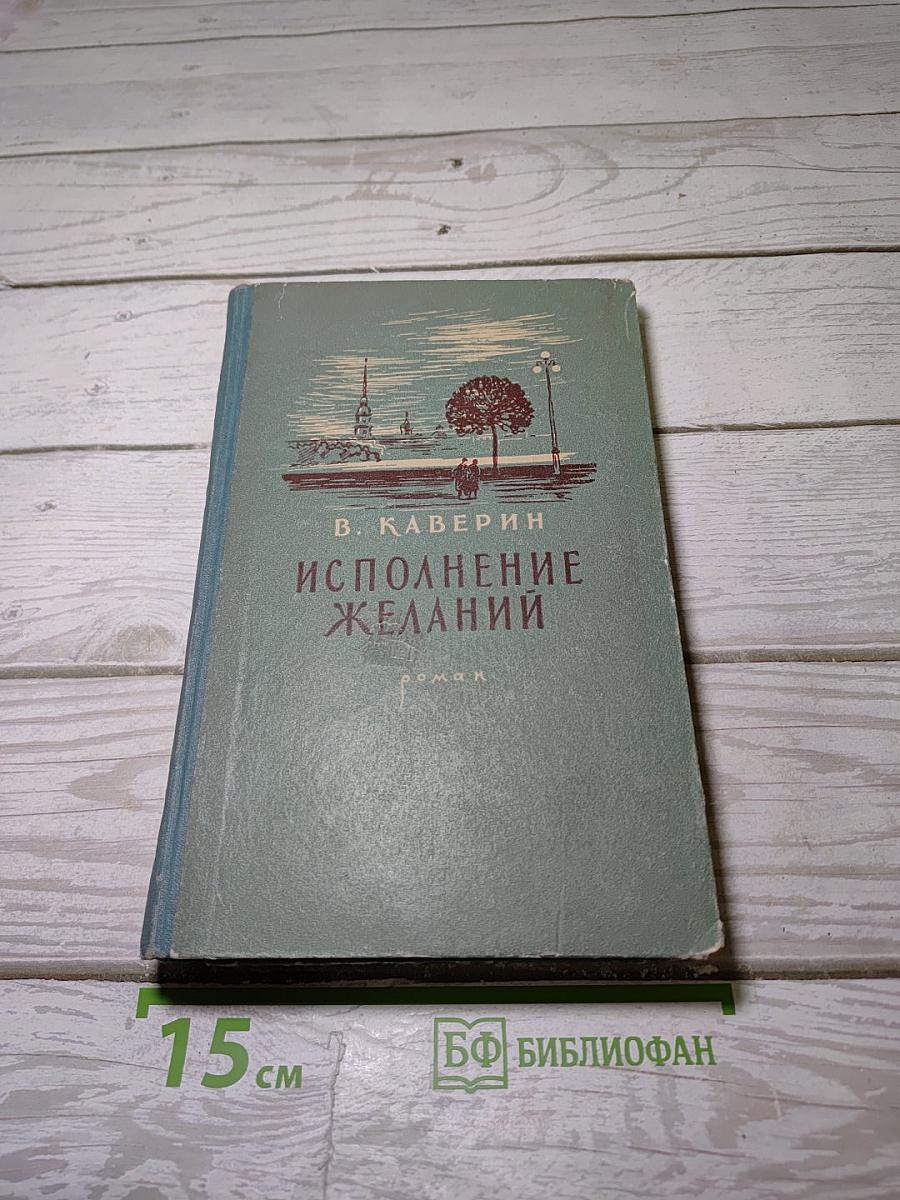 В. КАВЕРИН
ИСПОЛНЕНИЕ
ЖЕЛАНИЙ
роман
15 см
БФ БИБЛИОФАН